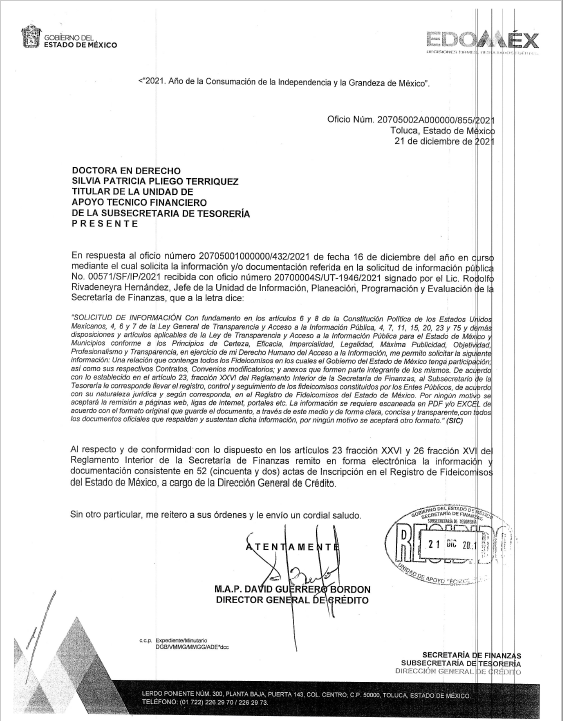 GOBIERNO DEL
ESTADO DE MÉXICO
EDOMÉX
DECISIONES FIRMES, RESULTADOS FUERTES.
<"2021. Año de la Consumación de la Independencia y la Grandeza de México".
Oficio Núm. 20705002A000000/855/2021
Toluca, Estado de México
21 de diciembre de 2021
DOCTORA EN DERECHO
SILVIA PATRICIA PLIEGO TERRIQUEZ
TITULAR DE LA UNIDAD DE
APOYO TECNICO FINANCIERO
DE LA SUBSECRETARIA DE TESORERÍA
P R E S E N T E
En respuesta al oficio número 20705001000000/432/2021 de fecha 16 de diciembre del año en curso
mediante el cual solicita la información y/o documentación referida en la solicitud de información pública
No. 00571/SF/IP/2021 recibida con oficio número 20700004S/UT-1946/2021 signado por el Lic. Rodolfo
Rivadeneyra Hernández, Jefe de la Unidad de Información, Planeación, Programación y Evaluación de la
Secretaría de Finanzas, que a la letra dice:
"SOLICITUD DE INFORMACIÓN Con fundamento en los artículos 6 y 8 de la Constitución Política de los Estados Unidos
Mexicanos, 4, 6 y 7 de la Ley General de Transparencia y Acceso a la Información Pública, 4, 7, 11, 15, 20, 23 y 75 y demás
disposiciones y artículos aplicables de la Ley de Transparencia y Acceso a la Información Pública para el Estado de México y
Municipios conforme a los Principios de Certeza, Eficacia, Imparcialidad, Legalidad, Máxima Publicidad, Objetividad,
Profesionalismo y Transparencia, en ejercicio de mi Derecho Humano del Acceso a la Información, me permito solicitar la siguiente
información: Una relación que contenga todos los Fideicomisos en los cuales el Gobierno del Estado de México tenga participación;
así como sus respectivos Contratos, Convenios modificatorios; y anexos que forman parte integrante de los mismos. De acuerdo
con lo establecido en el artículo 23, fracción XXVI del Reglamento Interior de la Secretaría de Finanzas, al Subsecretario de la
Tesorería le corresponde llevar el registro, control y seguimiento de los fideicomisos constituidos por los Entes Públicos, de acuerdo
con su naturaleza jurídica y según corresponda, en el Registro de Fideicomisos del Estado de México. Por ningún motivo se
aceptará la remisión a páginas web, ligas de internet, portales etc. La información se requiere escaneada en PDF y/o EXCEL de
acuerdo con el formato original que guarde el documento, a través de este medio y de forma clara, concisa y transparente, con todos
los documentos oficiales que respaldan y sustentan dicha información, por ningún motivo se aceptará otro formato." (SIC)
Al respecto y de conformidad con lo dispuesto en los artículos 23 fracción XXVI y 26 fracción XVI del
Reglamento Interior de la Secretaría de Finanzas remito en forma electrónica la información y
documentación consistente en 52 (cincuenta y dos) actas de Inscripción en el Registro de Fideicomisos
del Estado de México, a cargo de la Dirección General de Crédito.
Sin otro particular, me reitero a sus órdenes y le envío un cordial saludo.
A T E N T A M E N T E
M.A.P. DAVID GUERRERO BORDON
DIRECTOR GENERAL DE CRÉDITO
GOBIERNO DEL ESTADO DE MÉXICO
SECRETARÍA DE FINANZAS
SUBSECRETARÍA DE TESORERÍA
21 DIC 2021
UNIDAD DE APOYO
c.c.p. Expediente/Minutario
DGB/VMMG/MMGG/ADE*dcc
SECRETARÍA DE FINANZAS
SUBSECRETARÍA DE TESORERÍA
DIRECCIÓN GENERAL DE CRÉDITO
LERDO PONIENTE NÚM. 300, PLANTA BAJA, PUERTA 143, COL. CENTRO, C.P. 50000, TOLUCA, ESTADO DE MÉXICO.
TELÉFONO: (01 722) 226 29 70 / 226 29 73.